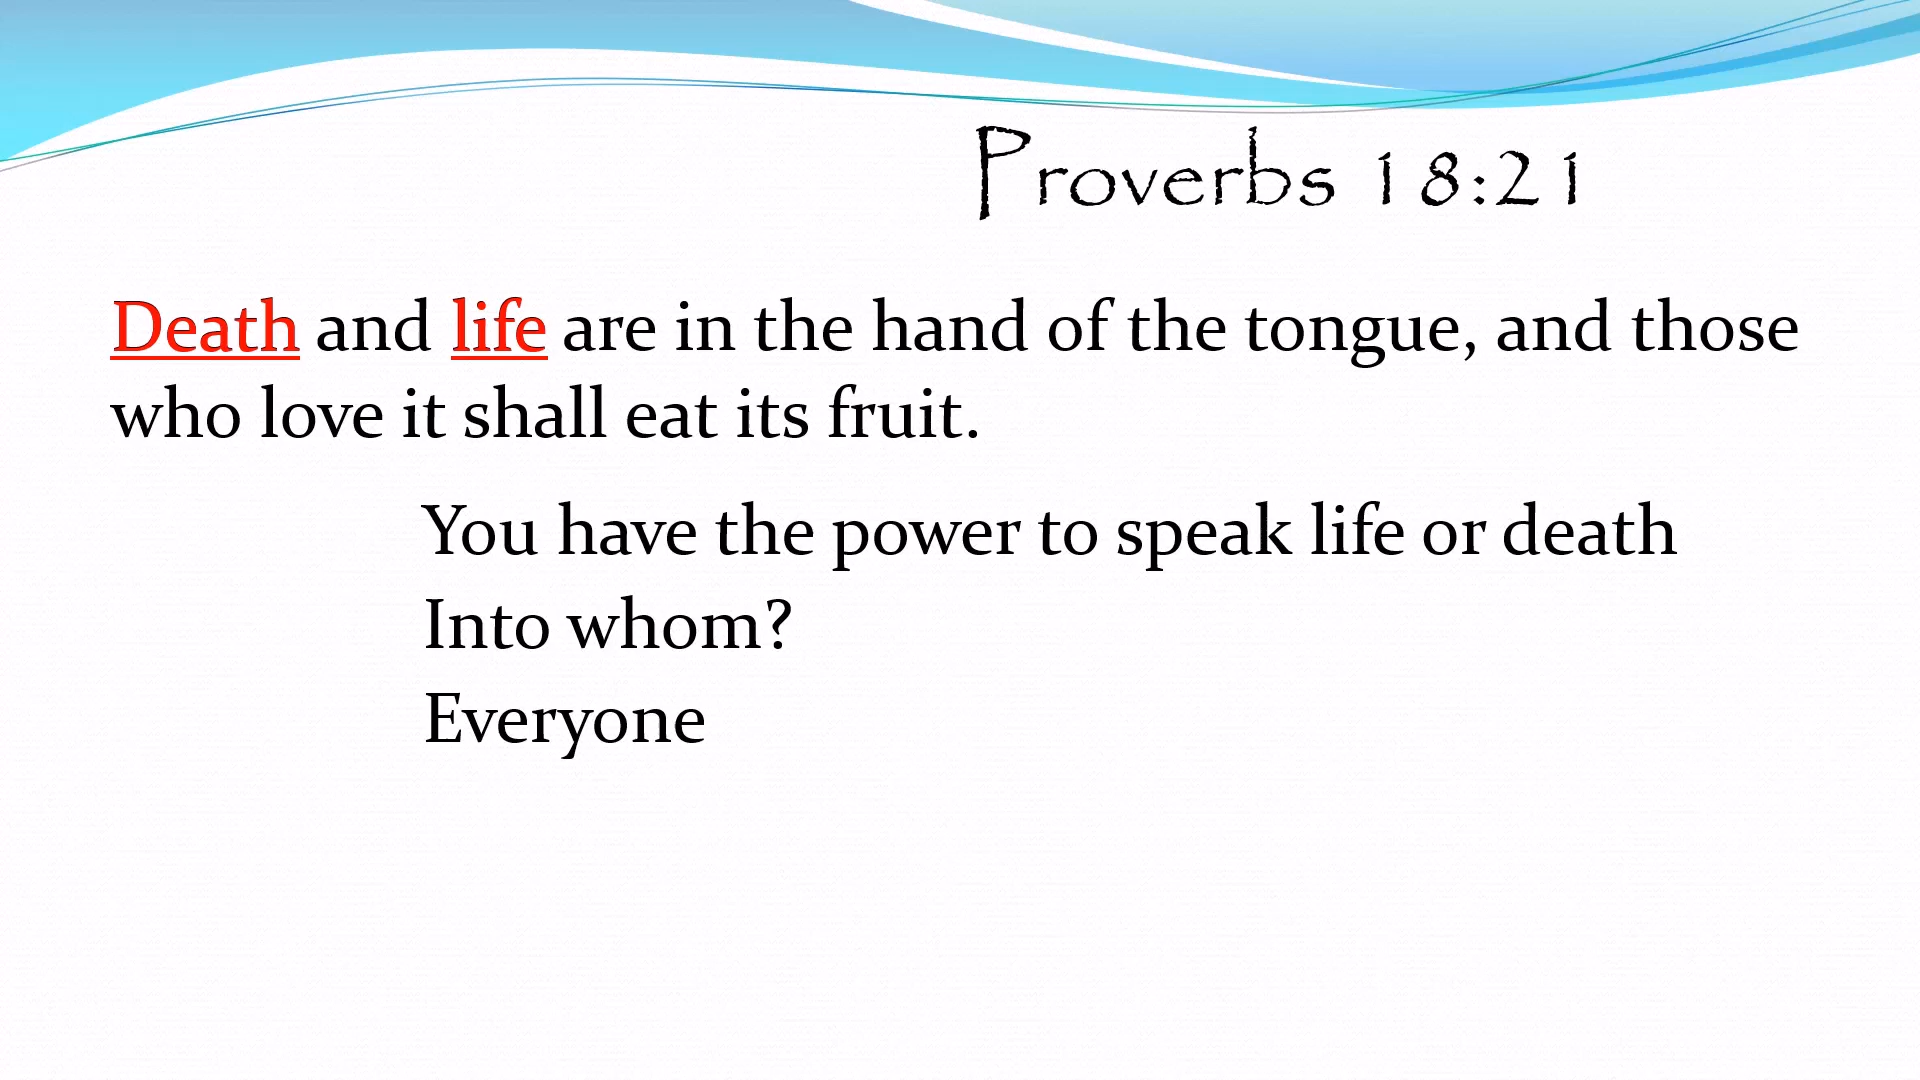 Proverbs 18:21
Death and life are in the hand of the tongue, and those
who love it shall eat its fruit.
You have the power to speak life or death
Into whom?
Everyone